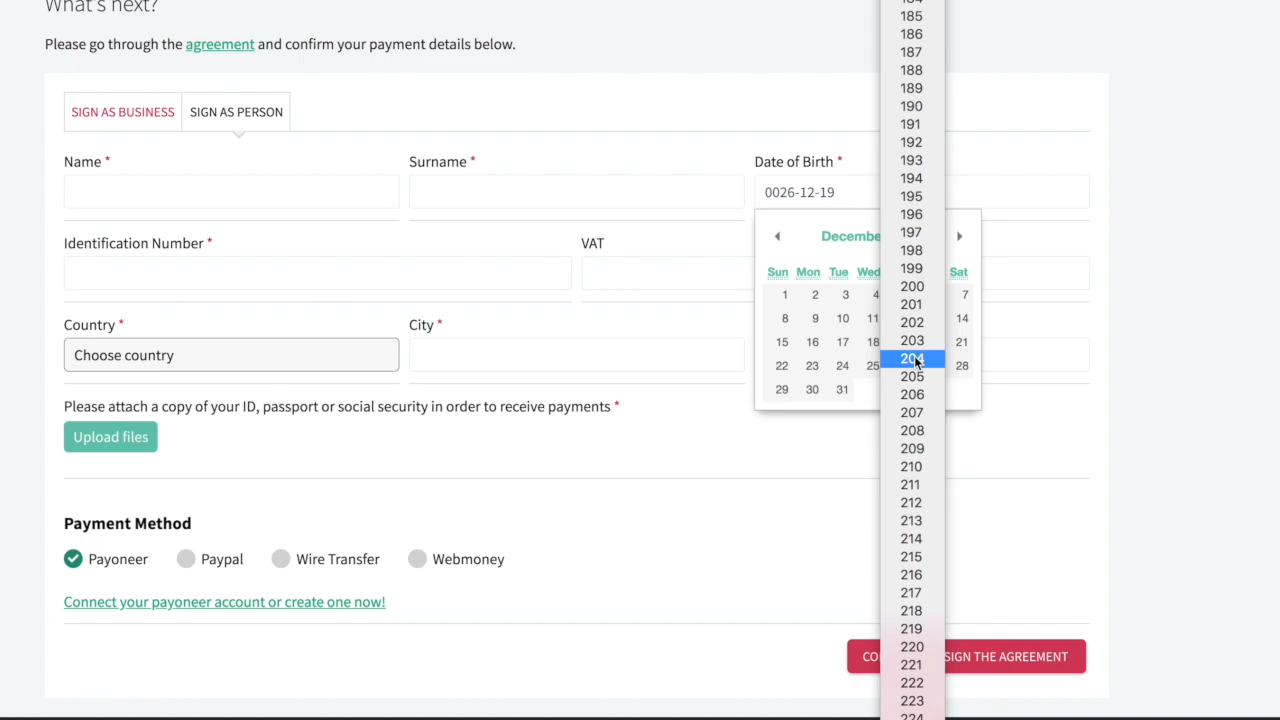 What's next?
Please go through the agreement and confirm your payment details below.
SIGN AS BUSINESS
SIGN AS PERSON
Name *
Surname *
Date of Birth *
0026-12-19
Identification Number *
VAT
Decembe
Sun Mon Tue Wed Sat
1 2 3 4 7
8 9 10 11 14
15 16 17 18 21
22 23 24 25 28
29 30 31
Country *
City *
Choose country
Please attach a copy of your ID, passport or social security in order to receive payments *
Upload files
Payment Method
Payoneer
Paypal
Wire Transfer
Webmoney
Connect your payoneer account or create one now!
CO
SIGN THE AGREEMENT
184
185
186
187
188
189
190
191
192
193
194
195
196
197
198
199
200
201
202
203
204
205
206
207
208
209
210
211
212
213
214
215
216
217
218
219
220
221
222
223
224